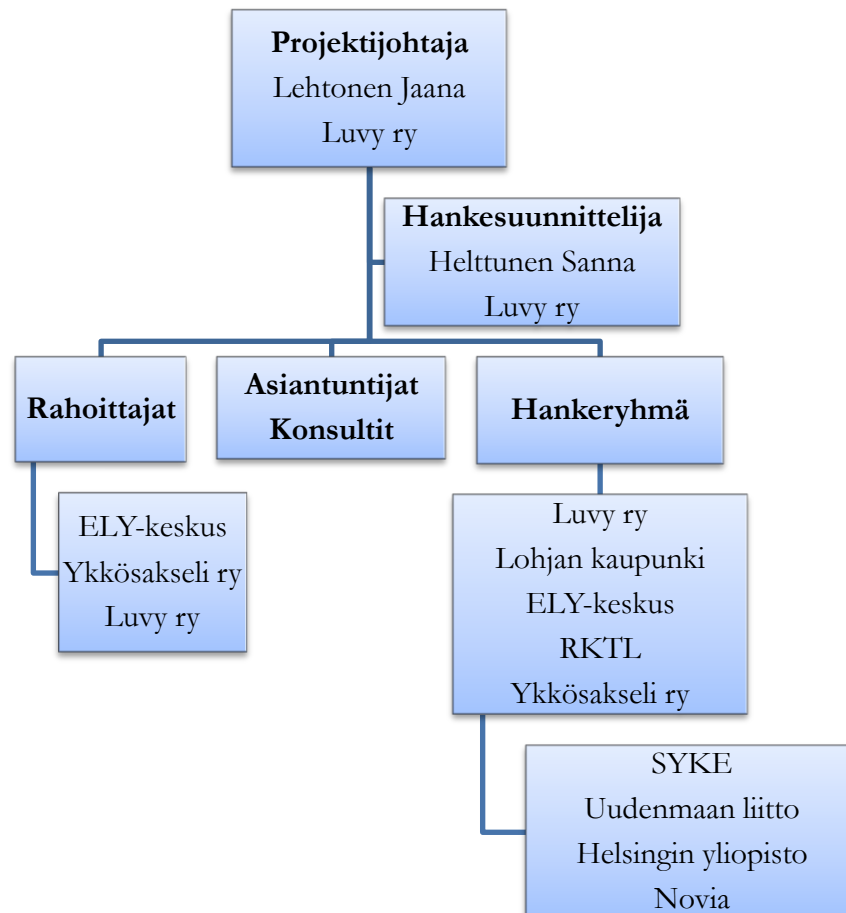 Projektijohtaja
Lehtonen Jaana
Luvy ry
Hankesuunnittelija
Helttunen Sanna
Luvy ry
Rahoittajat
Asiantuntijat
Konsultit
Hankeryhmä
ELY-keskus
Ykkösakseli ry
Luvy ry
Luvy ry
Lohjan kaupunki
ELY-keskus
RKTL
Ykkösakseli ry
SYKE
Uudenmaan liitto
Helsingin yliopisto
Novia